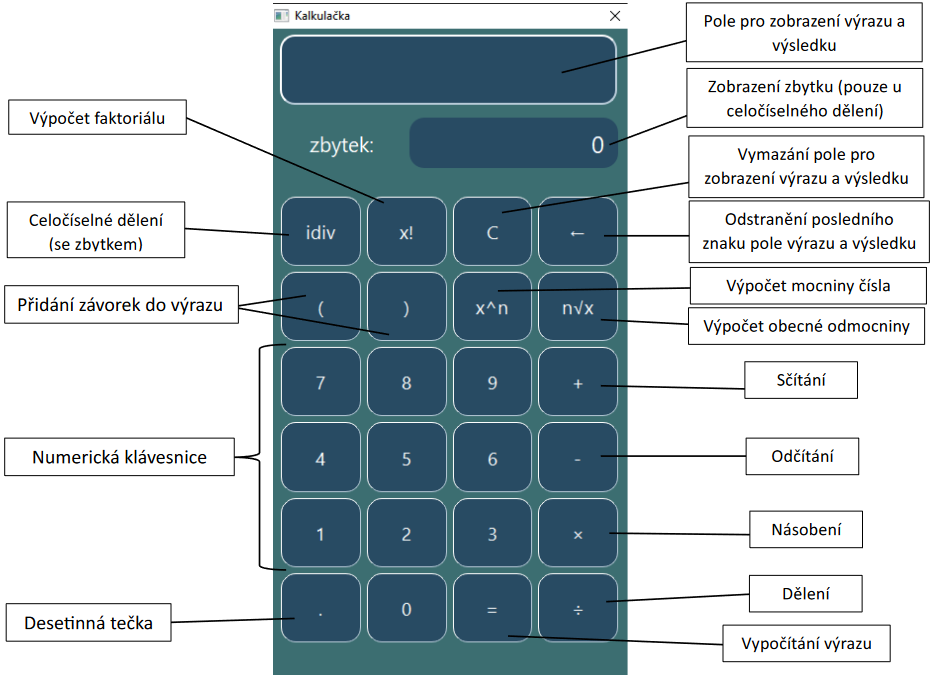 Kalkulačka
Pole pro zobrazení výrazu a
výsledku
Zobrazení zbytku (pouze u
celočíselného dělení)
Výpočet faktoriálu
zbytek:
0
Vymazání pole pro
zobrazení výrazu a výsledku
Celočíselné dělení
(se zbytkem)
idiv
x!
C
←
Odstranění posledního
znaku pole výrazu a výsledku
Přidání závorek do výrazu
(
)
x^n
n√x
Výpočet mocniny čísla
Výpočet obecné odmocniny
7
8
9
+
Sčítání
Numerická klávesnice
4
5
6
-
Odčítání
1
2
3
×
Násobení
Desetinná tečka
.
0
=
÷
Dělení
Vypočítání výrazu